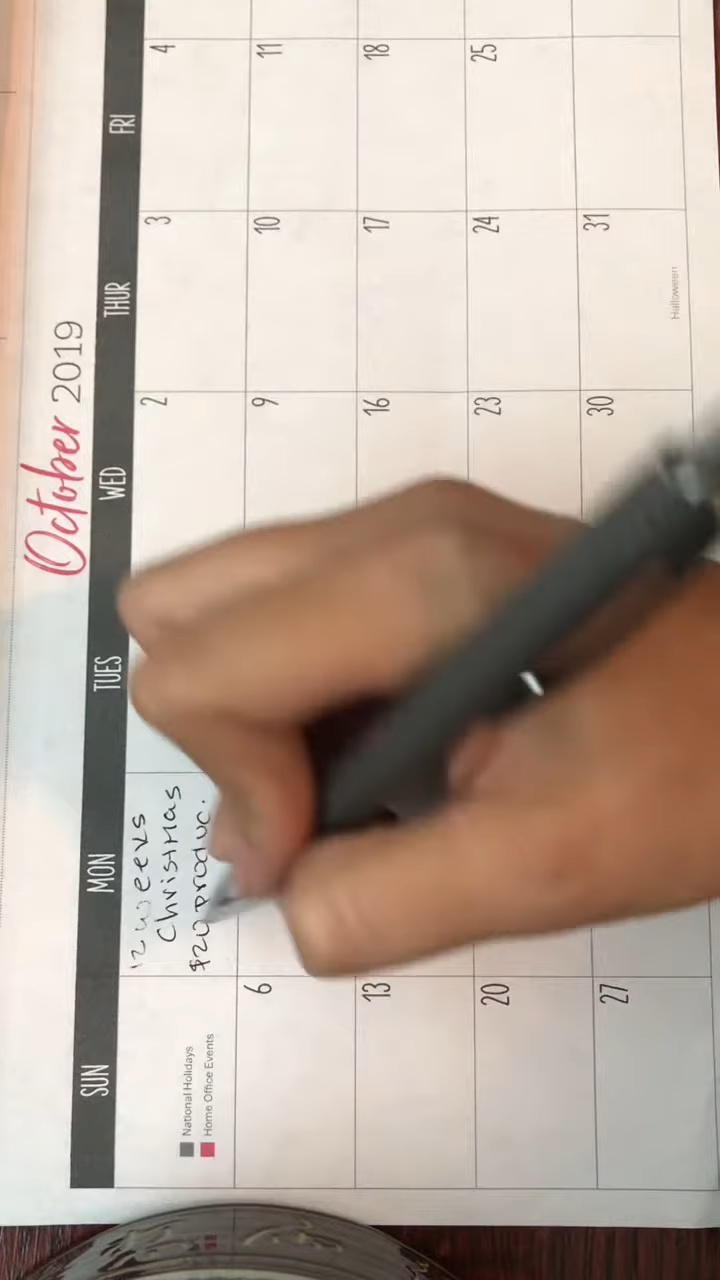 October 2019
SUN MON TUES WED THUR FRI
12 weeks
Christmas
$20 produc.
2 3 4
National Holidays
Home Office Events
6 9 10 11
13 16 17 18
20 23 24 25
27 30 31
Halloween